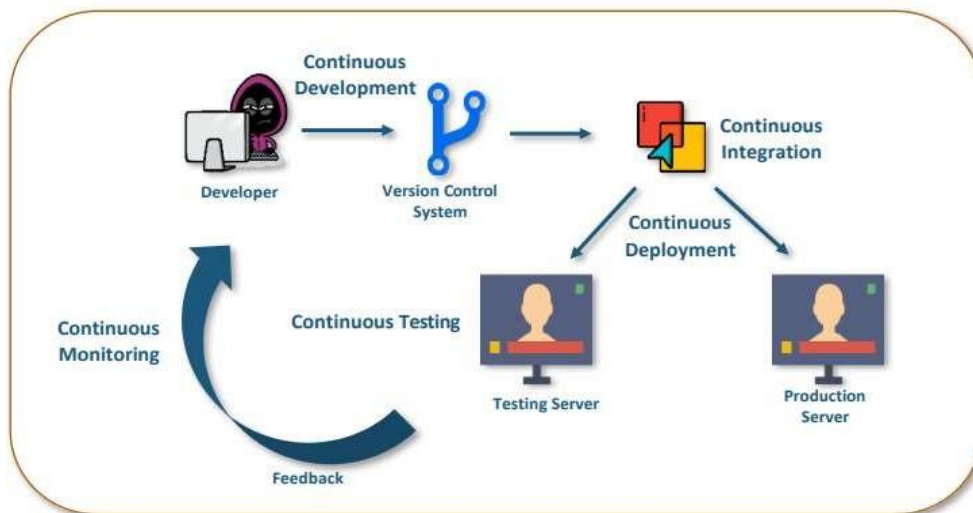 Continuous
Development
Developer
Version Control
System
Continuous
Integration
Continuous
Deployment
Continuous
Monitoring
Continuous Testing
Testing Server
Production
Server
Feedback